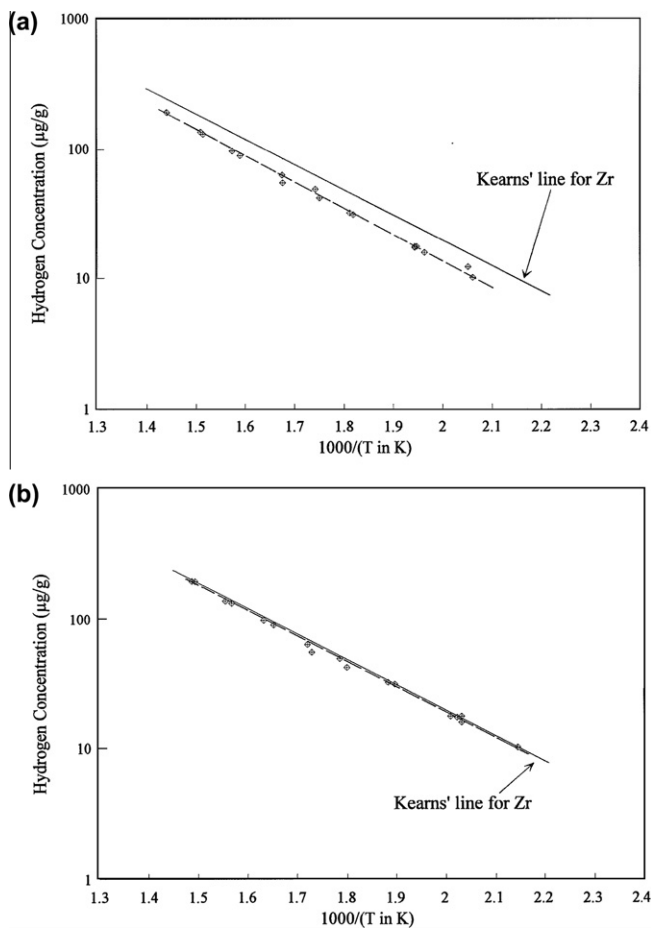 (a)
1000
100
10
1
Hydrogen Concentration (µg/g)
Kearns' line for Zr
1.3 1.4 1.5 1.6 1.7 1.8 1.9 2 2.1 2.2 2.3 2.4
1000/(T in K)
(b)
1000
100
10
1
Hydrogen Concentration (µg/g)
Kearns' line for Zr
1.3 1.4 1.5 1.6 1.7 1.8 1.9 2 2.1 2.2 2.3 2.4
1000/(T in K)